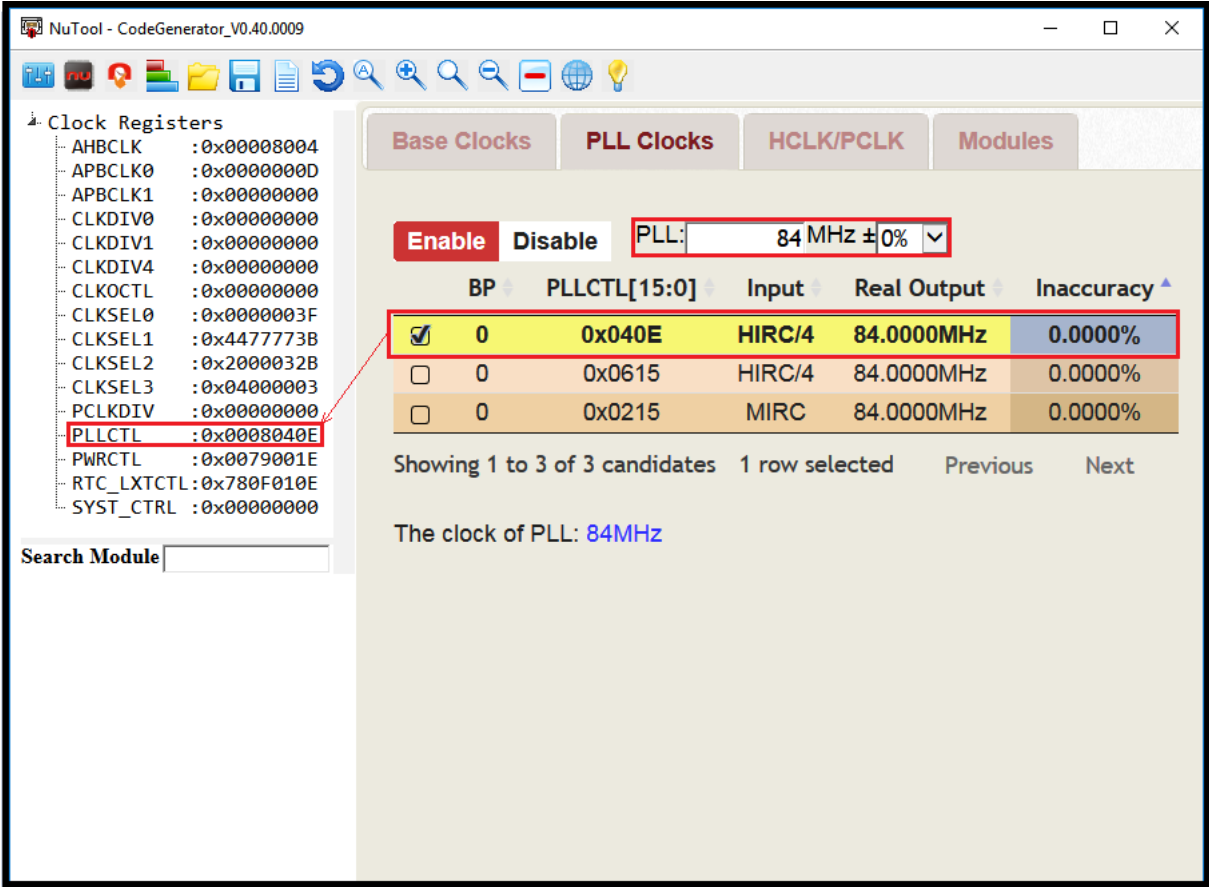 NuTool - CodeGenerator_V0.40.0009
Clock Registers
AHBCLK :0x00008004
APBCLK0 :0x0000000D
APBCLK1 :0x00000000
CLKDIV0 :0x00000000
CLKDIV1 :0x00000000
CLKDIV4 :0x00000000
CLKOCTL :0x00000000
CLKSEL0 :0x0000003F
CLKSEL1 :0x4477773B
CLKSEL2 :0x2000032B
CLKSEL3 :0x04000003
PCLKDIV :0x00000000
PLLCTL :0x0008040E
PWRCTL :0x0079001E
RTC_LXTCTL:0x780F010E
SYST_CTRL :0x00000000
Search Module
Base Clocks PLL Clocks HCLK/PCLK Modules
Enable Disable PLL: 84 MHz ± 0%
BP PLLCTL[15:0] Input Real Output Inaccuracy
0 0x040E HIRC/4 84.0000MHz 0.0000%
0 0x0615 HIRC/4 84.0000MHz 0.0000%
0 0x0215 MIRC 84.0000MHz 0.0000%
Showing 1 to 3 of 3 candidates 1 row selected Previous Next
The clock of PLL: 84MHz